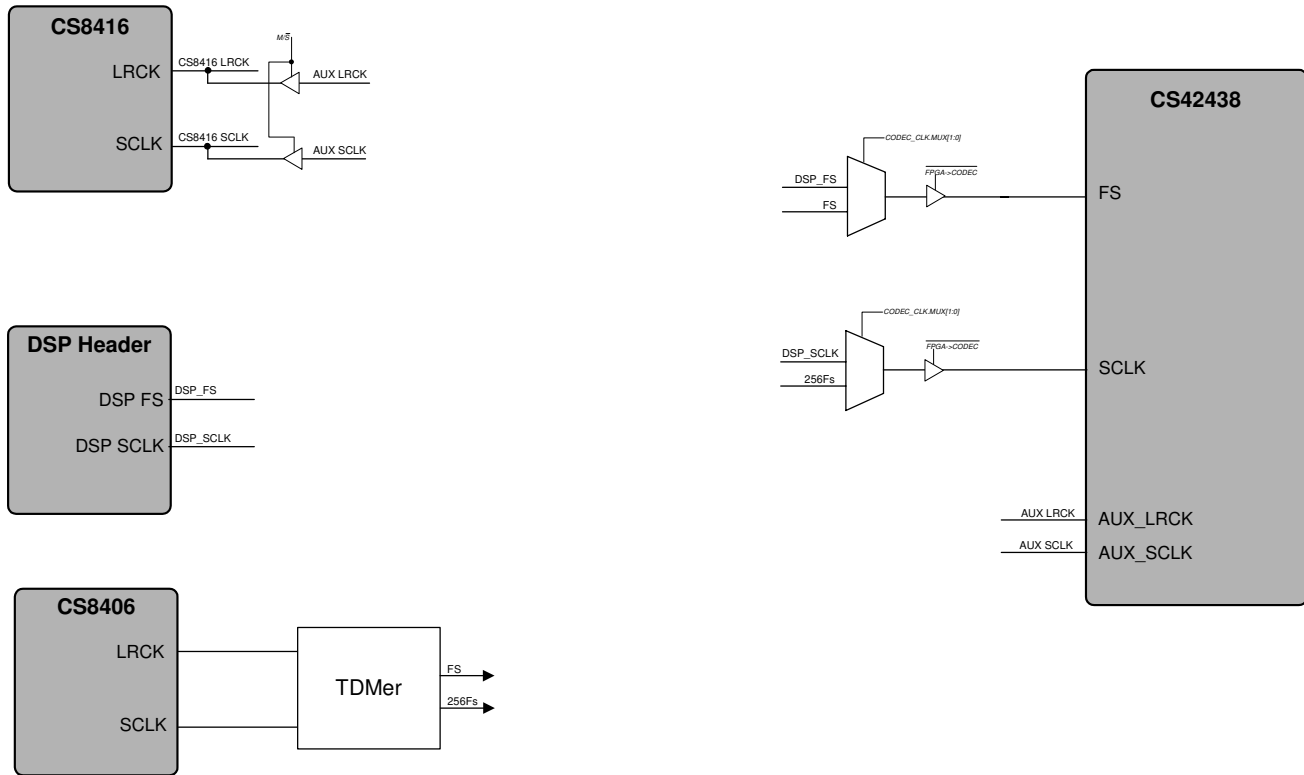 CS8416
LRCK
CS8416 LRCK
M/S̅
AUX LRCK
SCLK
CS8416 SCLK
AUX SCLK
CS42438
CODEC_CLK.MUX[1:0]
DSP_FS
FS
FPGA->CODEC
FS
CODEC_CLK.MUX[1:0]
DSP_SCLK
256Fs
FPGA->CODEC
SCLK
AUX LRCK
AUX_LRCK
AUX SCLK
AUX_SCLK
DSP Header
DSP FS
DSP_FS
DSP SCLK
DSP_SCLK
CS8406
LRCK
SCLK
TDMer
FS
256Fs